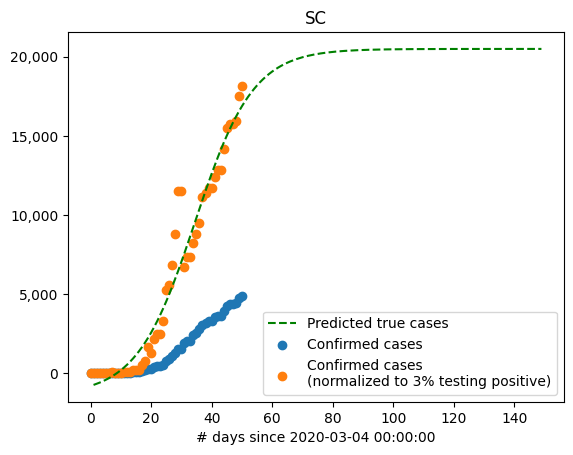 SC
20,000
15,000
10,000
5,000
0
Predicted true cases
Confirmed cases
Confirmed cases
(normalized to 3% testing positive)
0 20 40 60 80 100 120 140
# days since 2020-03-04 00:00:00